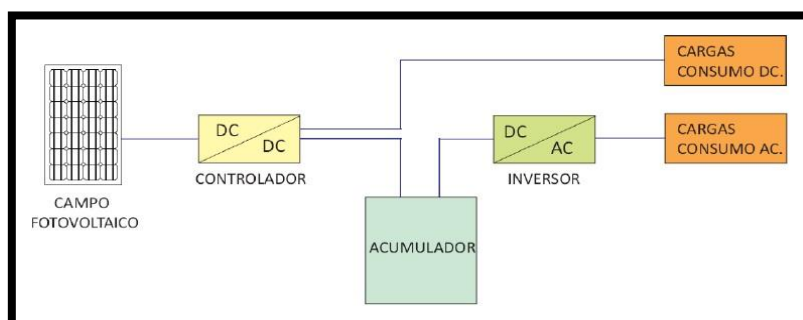 CARGAS
CONSUMO DC.
DC
DC
CONTROLADOR
DC
AC
INVERSOR
CARGAS
CONSUMO AC.
CAMPO
FOTOVOLTAICO
ACUMULADOR